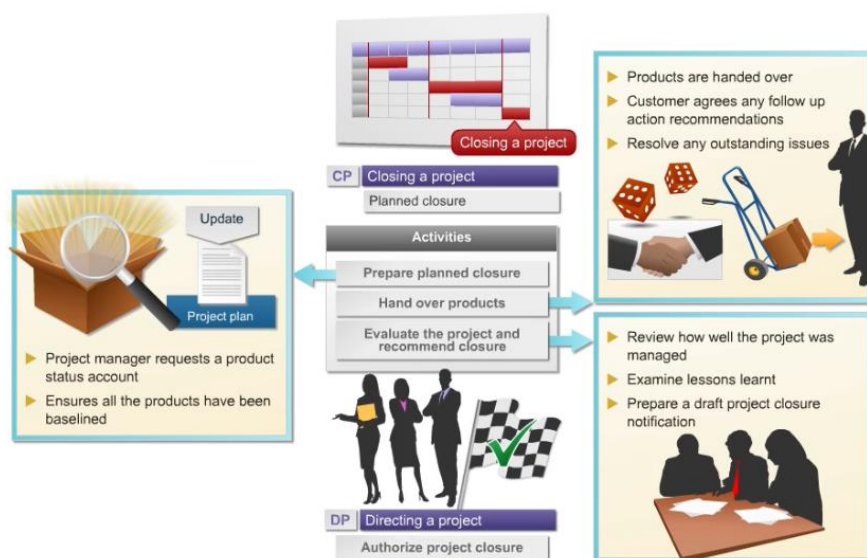 Closing a project
CP Closing a project
Planned closure
Activities
Prepare planned closure
Hand over products
Evaluate the project and
recommend closure
Update
Project plan
Project manager requests a product
status account
Ensures all the products have been
baselined
Products are handed over
Customer agrees any follow up
action recommendations
Resolve any outstanding issues
Review how well the project was
managed
Examine lessons learnt
Prepare a draft project closure
notification
DP Directing a project
Authorize project closure